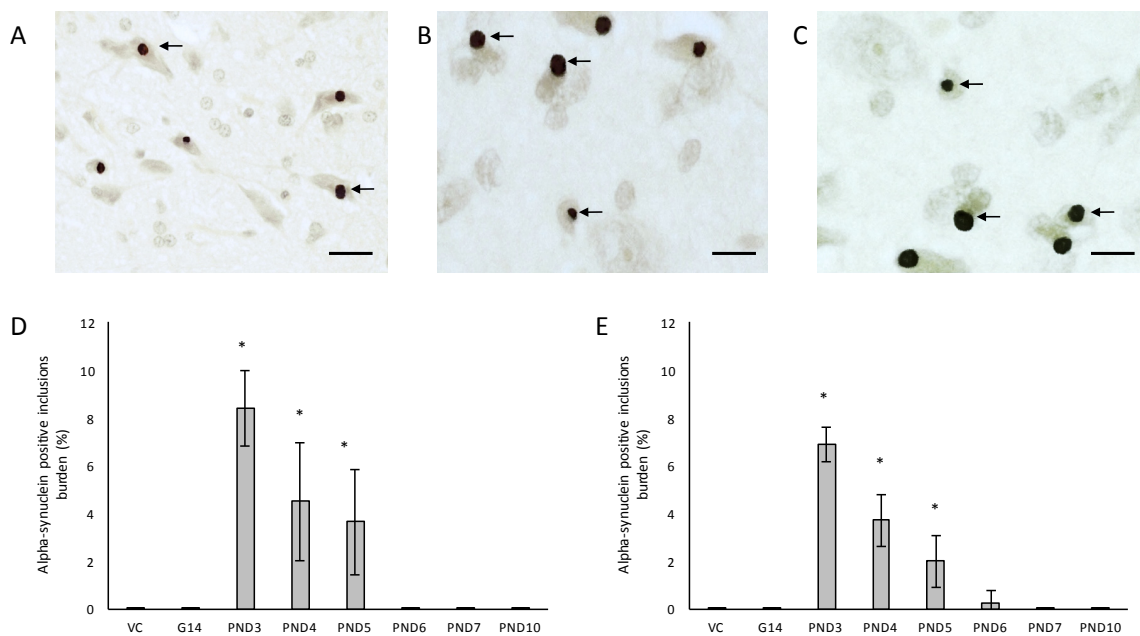 A
B
C
D
Alpha-synuclein positive inclusions
burden (%)
12
10
8
6
4
2
0
*
*
*
VC G14 PND3 PND4 PND5 PND6 PND7 PND10
E
Alpha-synuclein positive inclusions
burden (%)
12
10
8
6
4
2
0
*
*
*
VC G14 PND3 PND4 PND5 PND6 PND7 PND10